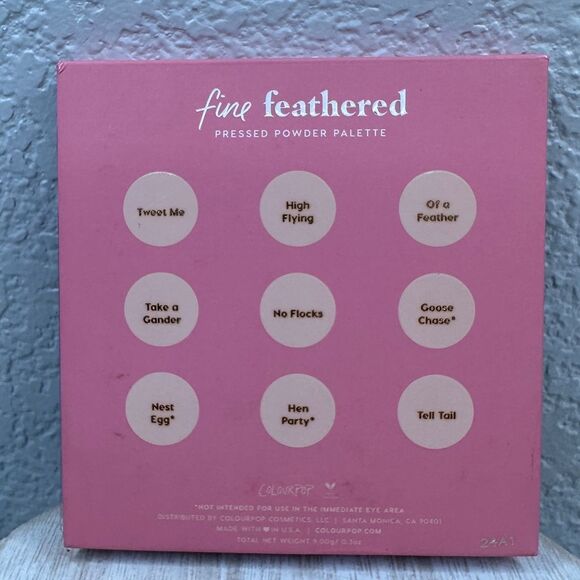 fine feathered
PRESSED POWDER PALETTE
Tweet Me
High
Flying
Of a
Feather
Take a
Gander
No Flocks
Goose
Chase*
Nest
Egg*
Hen
Party*
Tell Tail
COLOURPOP
*NOT INTENDED FOR USE IN THE IMMEDIATE EYE AREA
DISTRIBUTED BY COLOURPOP COSMETICS, LLC | SANTA MONICA, CA 90401
MADE WITH ♥ IN U.S.A. | COLOURPOP.COM
TOTAL NET WEIGHT 9.00g/ 0.3oz
24A1